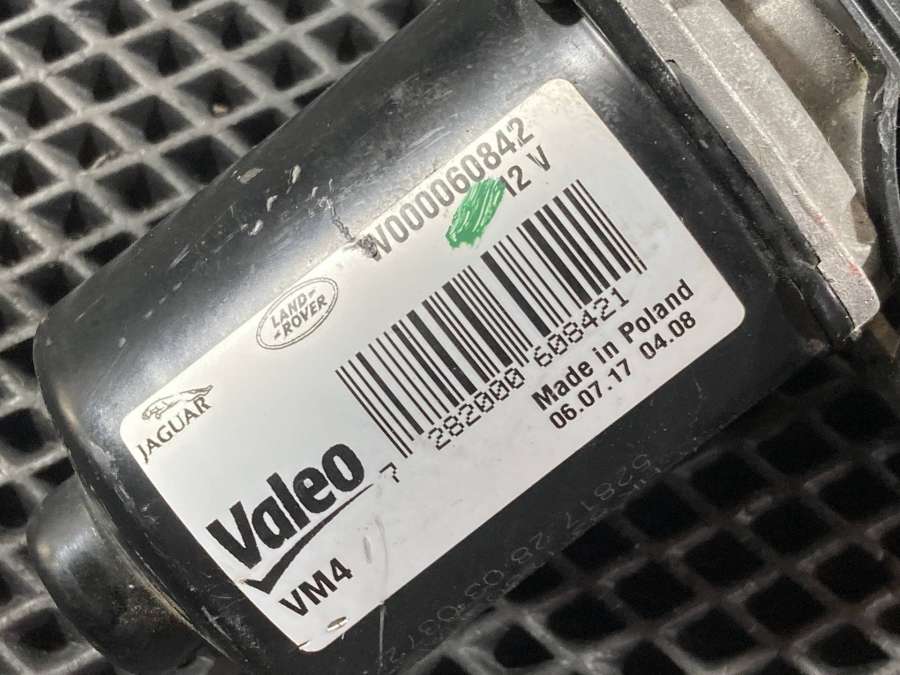 W000060842
12 V
LAND-
-ROVER
JAGUAR
7 282000 608421
Made in Poland
06.07.17 04.08
Valeo
VM4